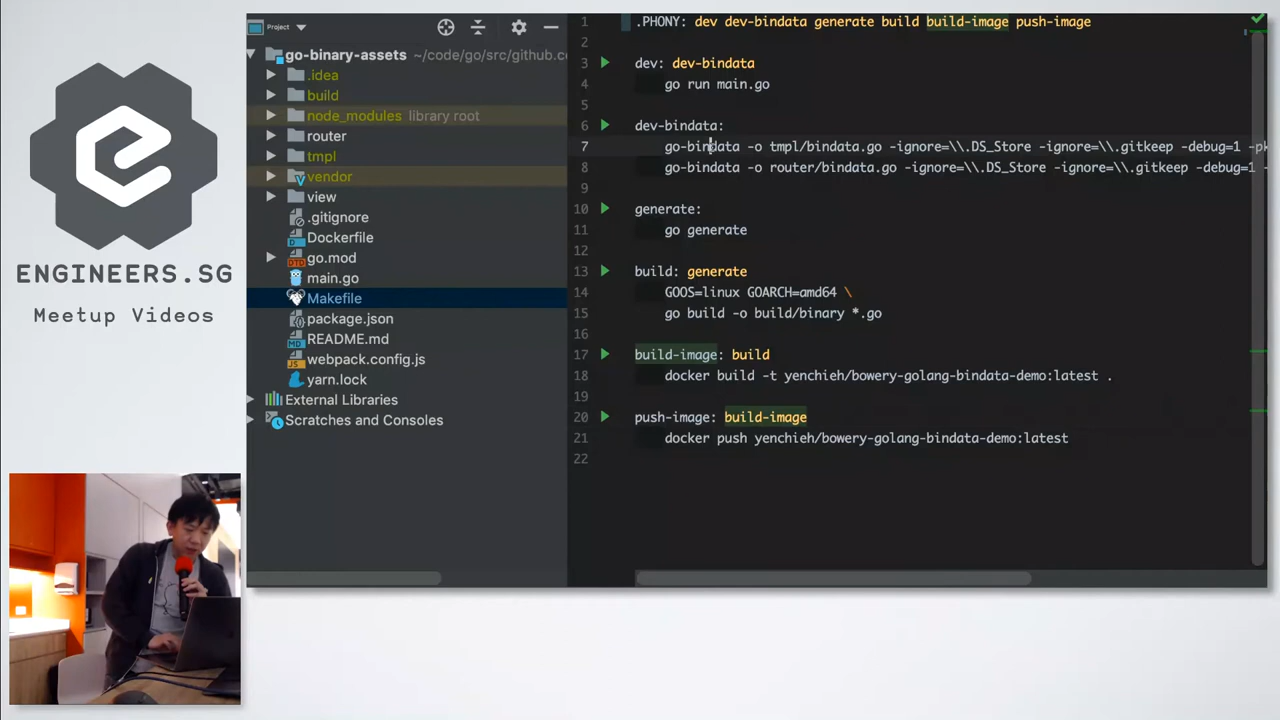 ENGINEERS.SG
Meetup Videos
Project
go-binary-assets ~/code/go/src/github.c
.idea
build
node_modules library root
router
tmpl
vendor
view
.gitignore
Dockerfile
go.mod
main.go
Makefile
package.json
README.md
webpack.config.js
yarn.lock
External Libraries
Scratches and Consoles
1 .PHONY: dev dev-bindata generate build build-image push-image
2
3 dev: dev-bindata
4 go run main.go
5
6 dev-bindata:
7 go-bindata -o tmpl/bindata.go -ignore=\\.DS_Store -ignore=\\.gitkeep -debug=1 -pk
8 go-bindata -o router/bindata.go -ignore=\\.DS_Store -ignore=\\.gitkeep -debug=1 -
9
10 generate:
11 go generate
12
13 build: generate
14 GOOS=linux GOARCH=amd64 \
15 go build -o build/binary *.go
16
17 build-image: build
18 docker build -t yenchieh/bowery-golang-bindata-demo:latest .
19
20 push-image: build-image
21 docker push yenchieh/bowery-golang-bindata-demo:latest
22